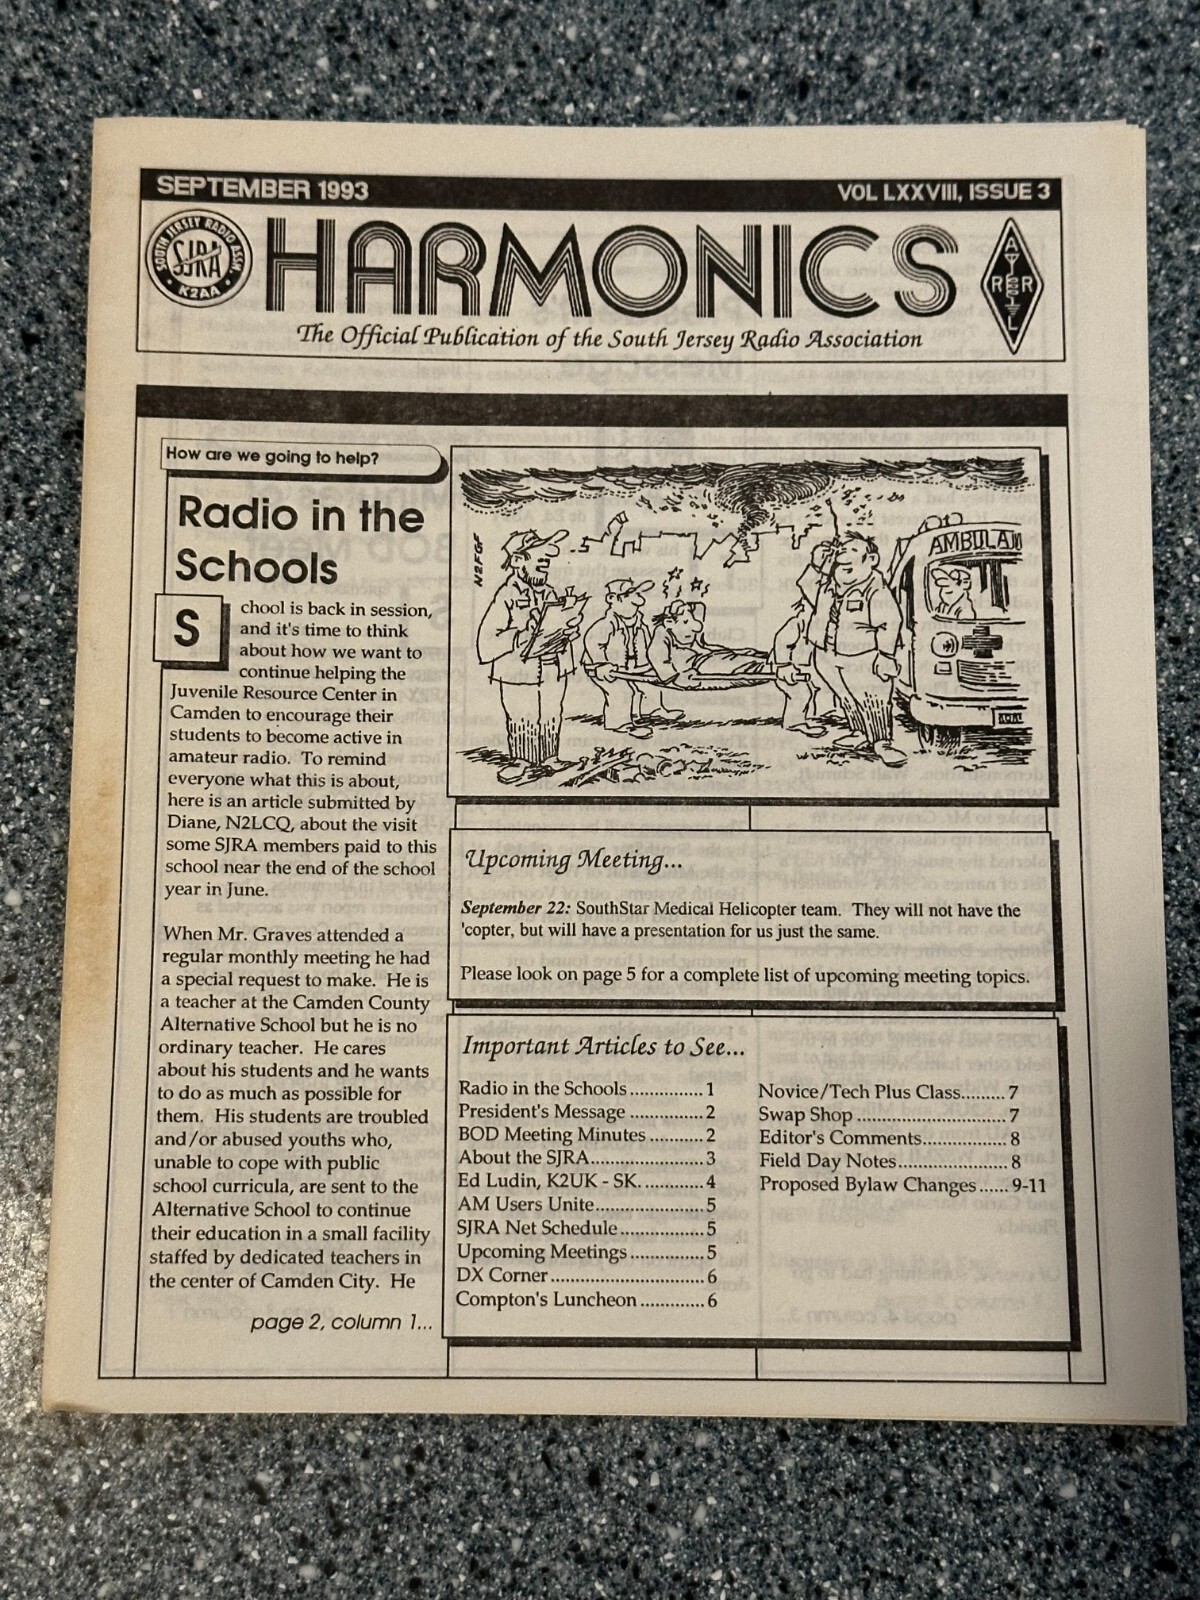 SEPTEMBER 1993
VOL LXXVIII, ISSUE 3
SOUTH JERSEY RADIO ASSN.
SJRA
K2AA
HARMONICS
ARRL
The Official Publication of the South Jersey Radio Association
How are we going to help?
Radio in the
Schools
School is back in session,
and it's time to think
about how we want to
continue helping the
Juvenile Resource Center in
Camden to encourage their
students to become active in
amateur radio. To remind
everyone what this is about,
here is an article submitted by
Diane, N2LCQ, about the visit
some SJRA members paid to this
school near the end of the school
year in June.
When Mr. Graves attended a
regular monthly meeting he had
a special request to make. He is
a teacher at the Camden County
Alternative School but he is no
ordinary teacher. He cares
about his students and he wants
to do as much as possible for
them. His students are troubled
and/or abused youths who,
unable to cope with public
school curricula, are sent to the
Alternative School to continue
their education in a small facility
staffed by dedicated teachers in
the center of Camden City. He
page 2, column 1...
N2FGF
AMBULAN
Upcoming Meeting...
September 22: SouthStar Medical Helicopter team. They will not have the
'copter, but will have a presentation for us just the same.
Please look on page 5 for a complete list of upcoming meeting topics.
Important Articles to See...
Radio in the Schools...............1
President's Message ...............2
BOD Meeting Minutes ..........2
About the SJRA.....................3
Ed Ludin, K2UK - SK. ...........4
AM Users Unite.....................5
SJRA Net Schedule ................5
Upcoming Meetings ..............5
DX Corner .............................6
Compton's Luncheon ............6
Novice/Tech Plus Class........7
Swap Shop ............................7
Editor's Comments................8
Field Day Notes....................8
Proposed Bylaw Changes......9-11